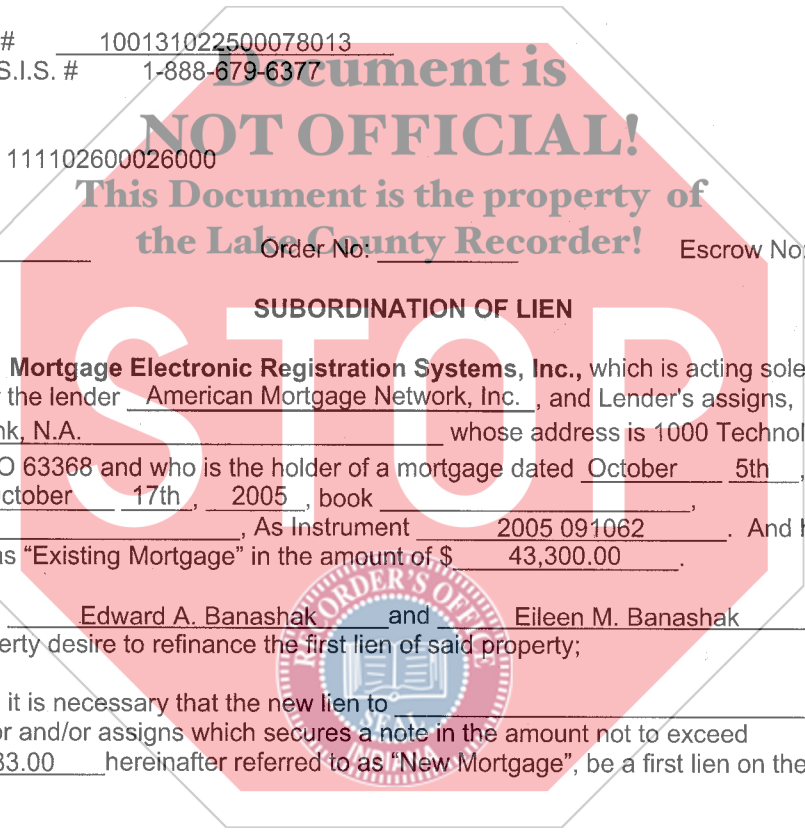 # 100131022500078013
S.I.S. # 1-888-679-6377
Document is
NOT OFFICIAL!
111102600026000
This Document is the property of
the Lake County Recorder!
Order No: Escrow No:
SUBORDINATION OF LIEN
STOP
Mortgage Electronic Registration Systems, Inc., which is acting sole
the lender American Mortgage Network, Inc. , and Lender's assigns,
nk, N.A. whose address is 1000 Technol
O 63368 and who is the holder of a mortgage dated October 5th ,
ctober 17th , 2005 , book ,
, As Instrument 2005 091062 . And h
as "Existing Mortgage" in the amount of $ 43,300.00 .
Edward A. Banashak and Eileen M. Banashak
erty desire to refinance the first lien of said property;
RECORDER'S OFFICE
SEAL
INDIANA
it is necessary that the new lien to
or and/or assigns which secures a note in the amount not to exceed
33.00 hereinafter referred to as "New Mortgage", be a first lien on the